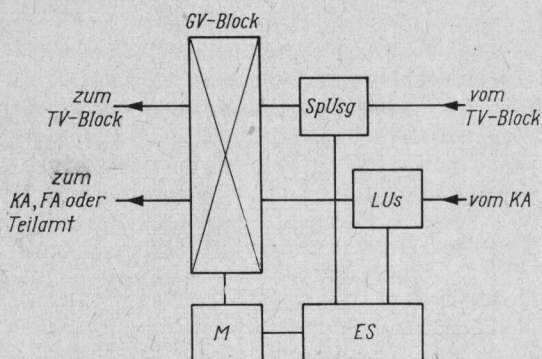 GV-Block
zum
TV-Block
SpUsg
vom
TV-Block
zum
KA, FA oder
Teilamt
LUs
vom KA
M
ES